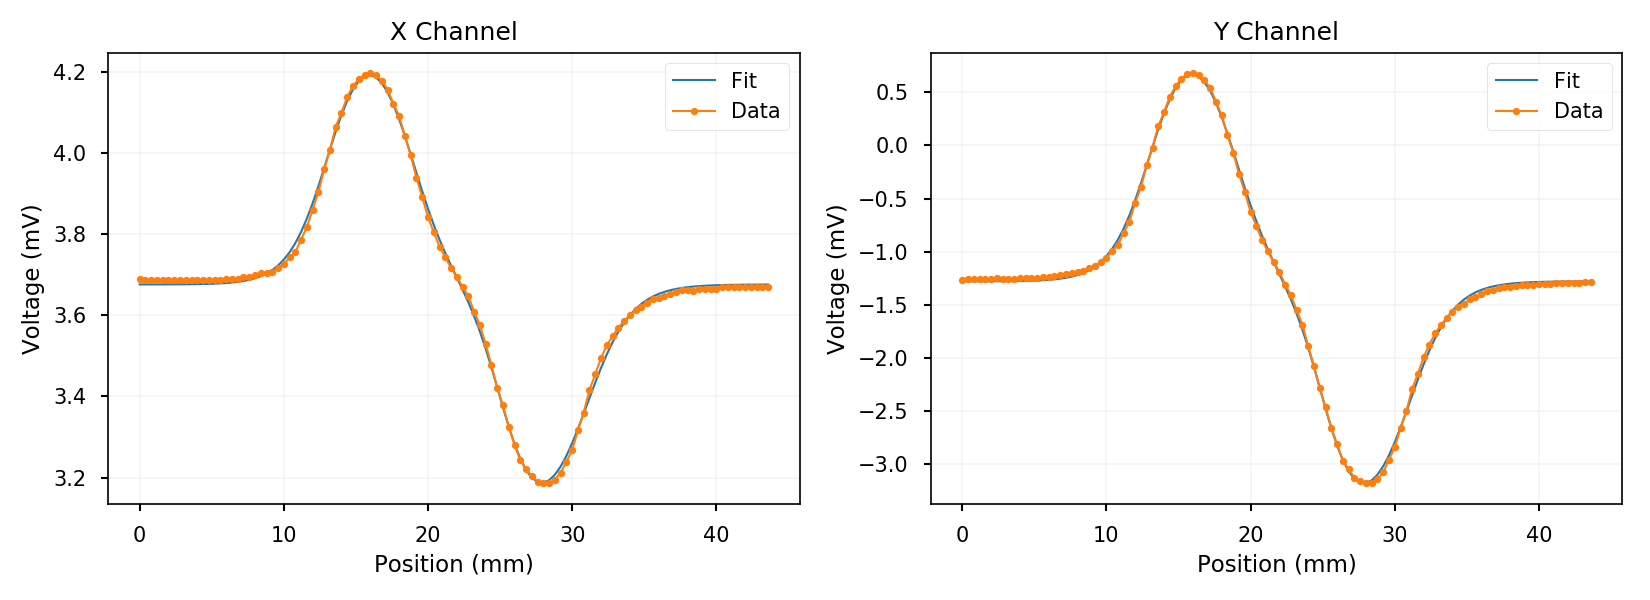 X Channel
Voltage (mV)
4.2
4.0
3.8
3.6
3.4
3.2
0
10
20
30
40
Position (mm)
Fit
Data
Y Channel
Voltage (mV)
0.5
0.0
−0.5
−1.0
−1.5
−2.0
−2.5
−3.0
0
10
20
30
40
Position (mm)
Fit
Data